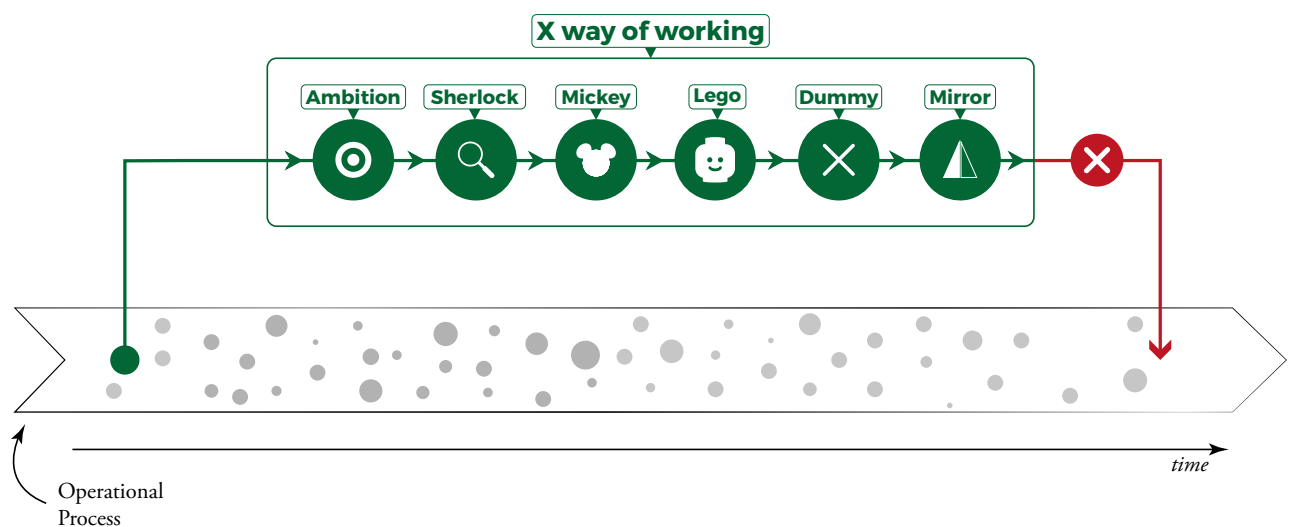 X way of working
Ambition
Sherlock
Mickey
Lego
Dummy
Mirror
time
Operational
Process